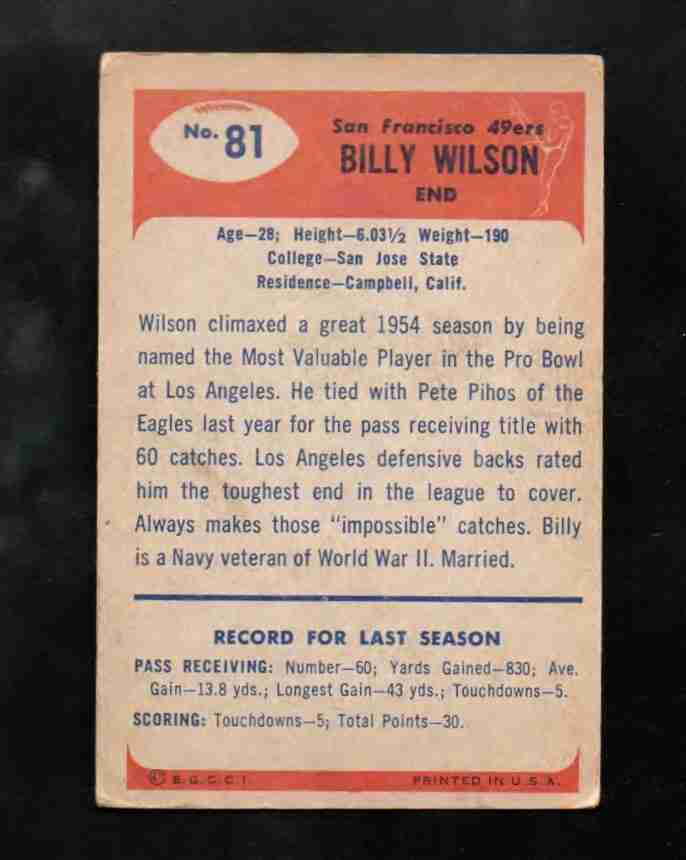 No. 81
San Francisco 49ers
BILLY WILSON
END
Age—28; Height—6.03½ Weight—190
College—San Jose State
Residence—Campbell, Calif.
Wilson climaxed a great 1954 season by being
named the Most Valuable Player in the Pro Bowl
at Los Angeles. He tied with Pete Pihos of the
Eagles last year for the pass receiving title with
60 catches. Los Angeles defensive backs rated
him the toughest end in the league to cover.
Always makes those "impossible" catches. Billy
is a Navy veteran of World War II. Married.
RECORD FOR LAST SEASON
PASS RECEIVING: Number—60; Yards Gained—830; Ave.
Gain—13.8 yds.; Longest Gain—43 yds.; Touchdowns—5.
SCORING: Touchdowns—5; Total Points—30.
© B.G.C.C.I. PRINTED IN U.S.A.